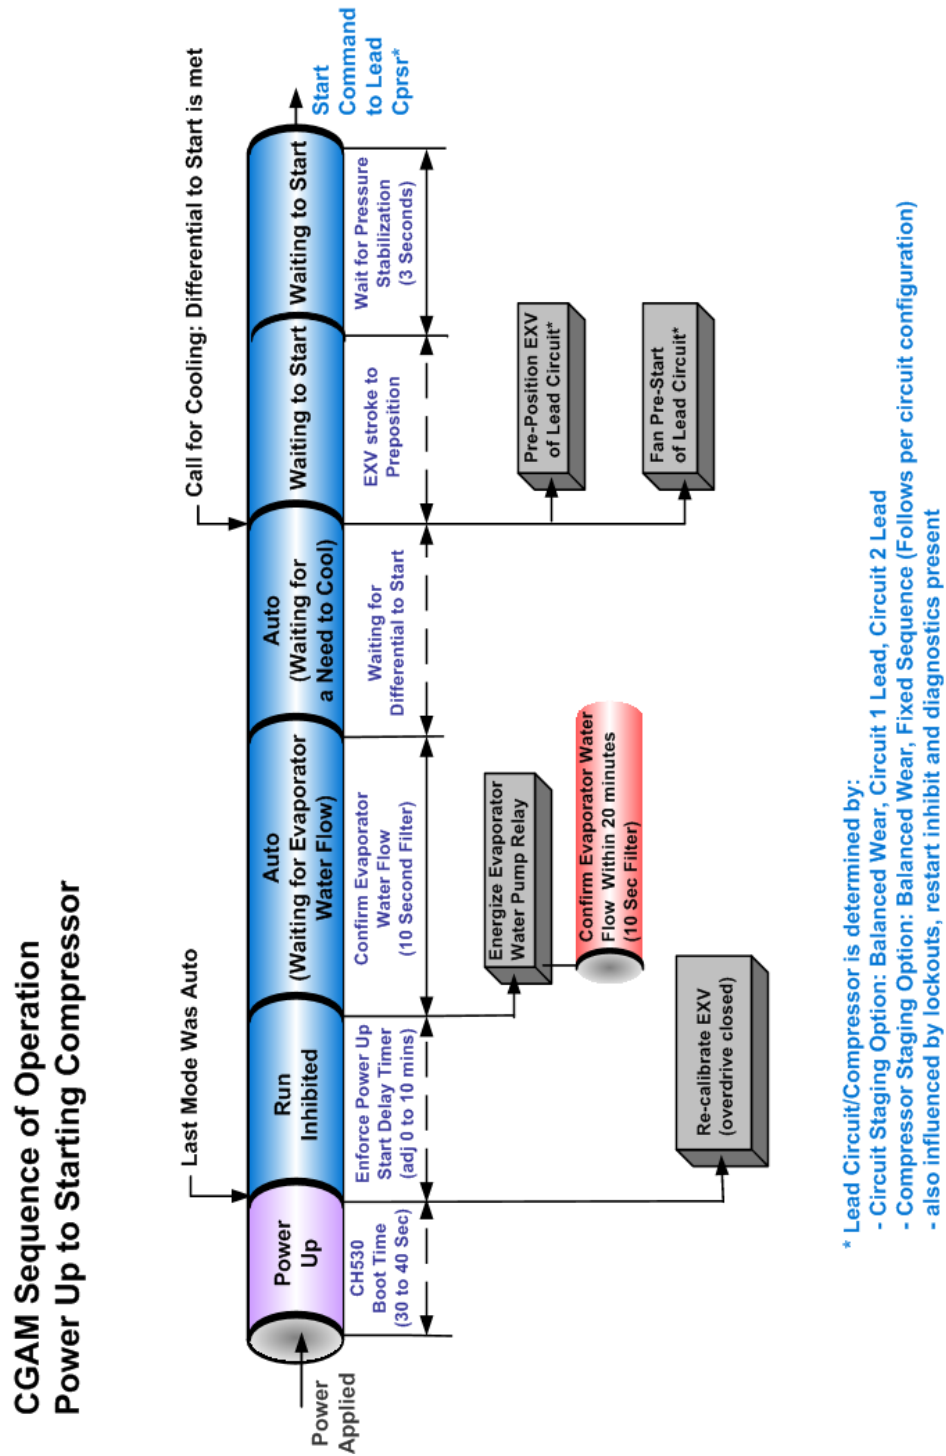 CGAM Sequence of Operation
Power Up to Starting Compressor
Last Mode Was Auto
Call for Cooling: Differential to Start is met
Power
Applied
Power
Up
Run
Inhibited
Auto
(Waiting for Evaporator
Water Flow)
Auto
(Waiting for
a Need to Cool)
Waiting to Start
Waiting to Start
Start
Command
to Lead
Cprsr*
CH530
Boot Time
(30 to 40 Sec)
Enforce Power Up
Start Delay Timer
(adj 0 to 10 mins)
Confirm Evaporator
Water Flow
(10 Second Filter)
Waiting for
Differential to Start
EXV stroke to
Preposition
Wait for Pressure
Stabilization
(3 Seconds)
Energize Evaporator
Water Pump Relay
Confirm Evaporator Water
Flow Within 20 minutes
(10 Sec Filter)
Pre-Position EXV
of Lead Circuit*
Fan Pre-Start
of Lead Circuit*
Re-calibrate EXV
(overdrive closed)
* Lead Circuit/Compressor is determined by:
- Circuit Staging Option: Balanced Wear, Circuit 1 Lead, Circuit 2 Lead
- Compressor Staging Option: Balanced Wear, Fixed Sequence (Follows per circuit configuration)
- also influenced by lockouts, restart inhibit and diagnostics present